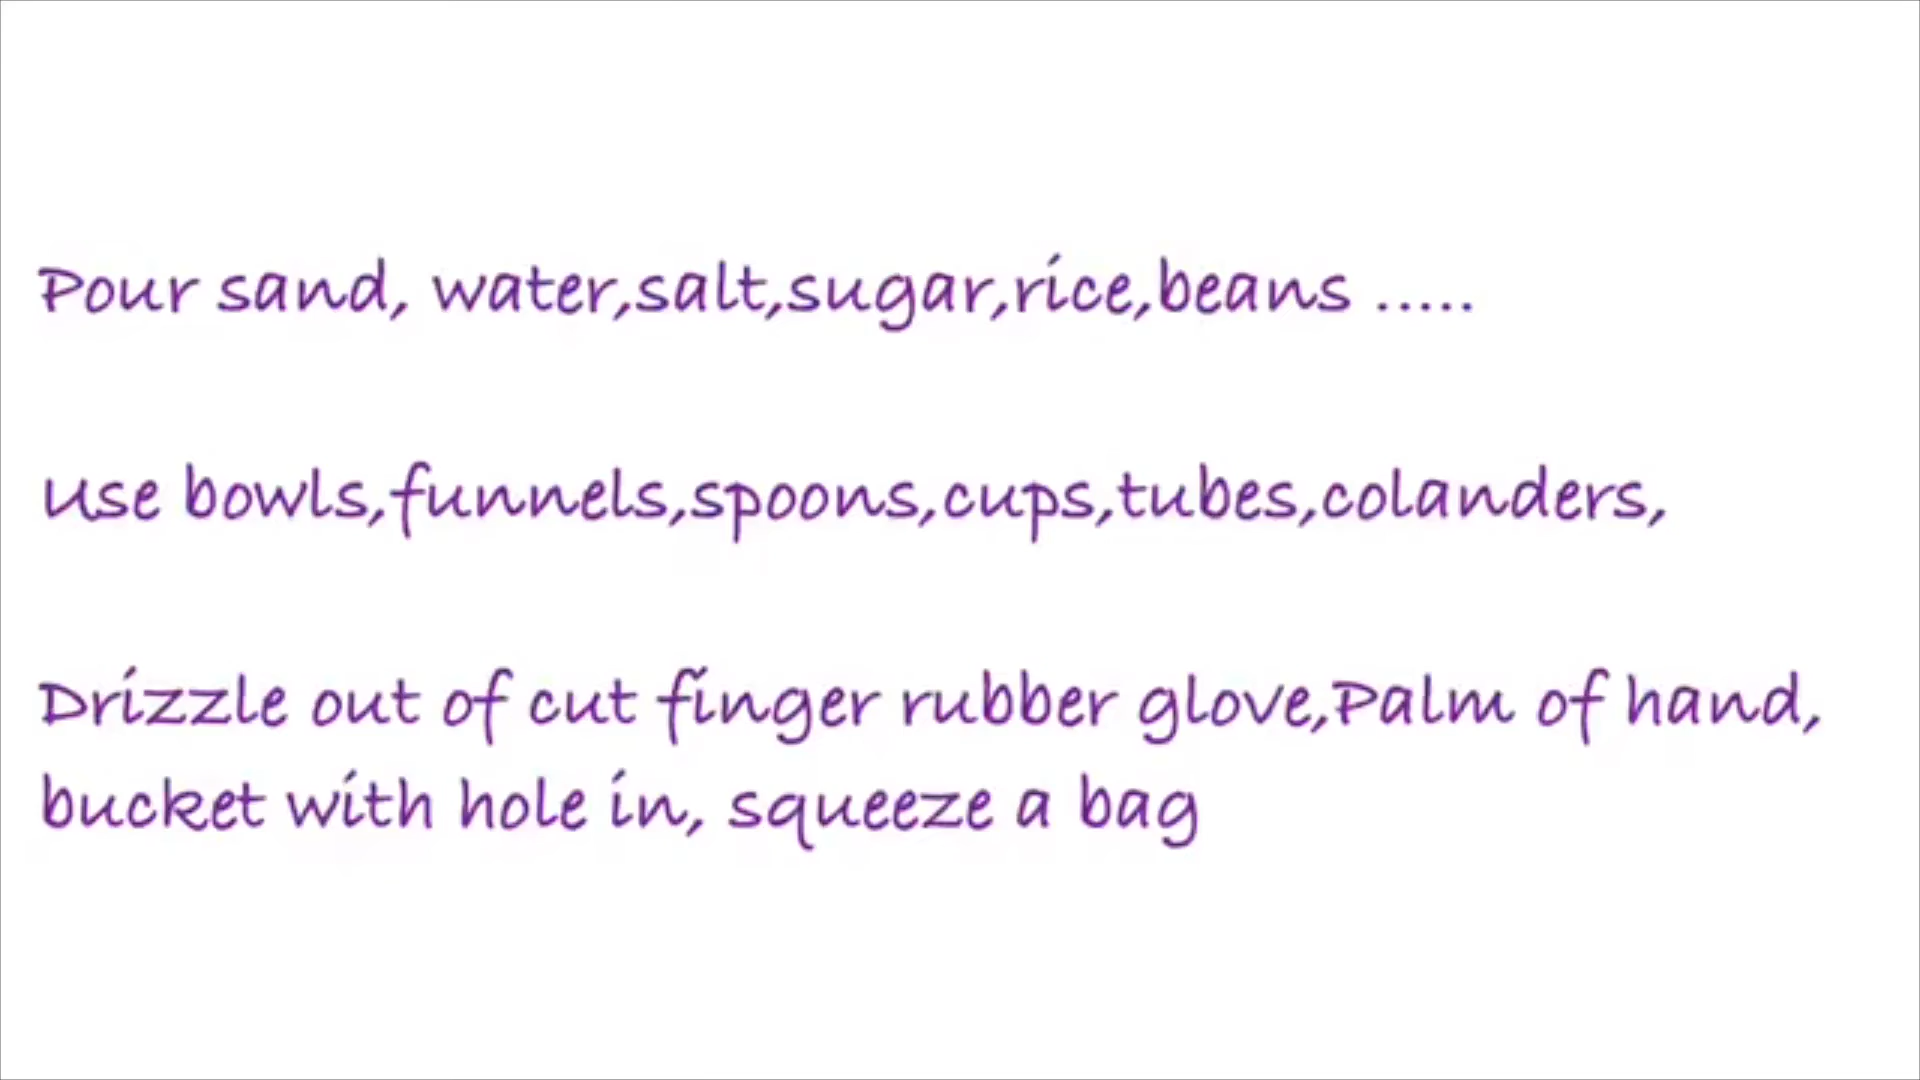 Pour sand, water,salt,sugar,rice,beans .....
Use bowls,funnels,spoons,cups,tubes,colanders,
Drizzle out of cut finger rubber glove,Palm of hand,
bucket with hole in, squeeze a bag